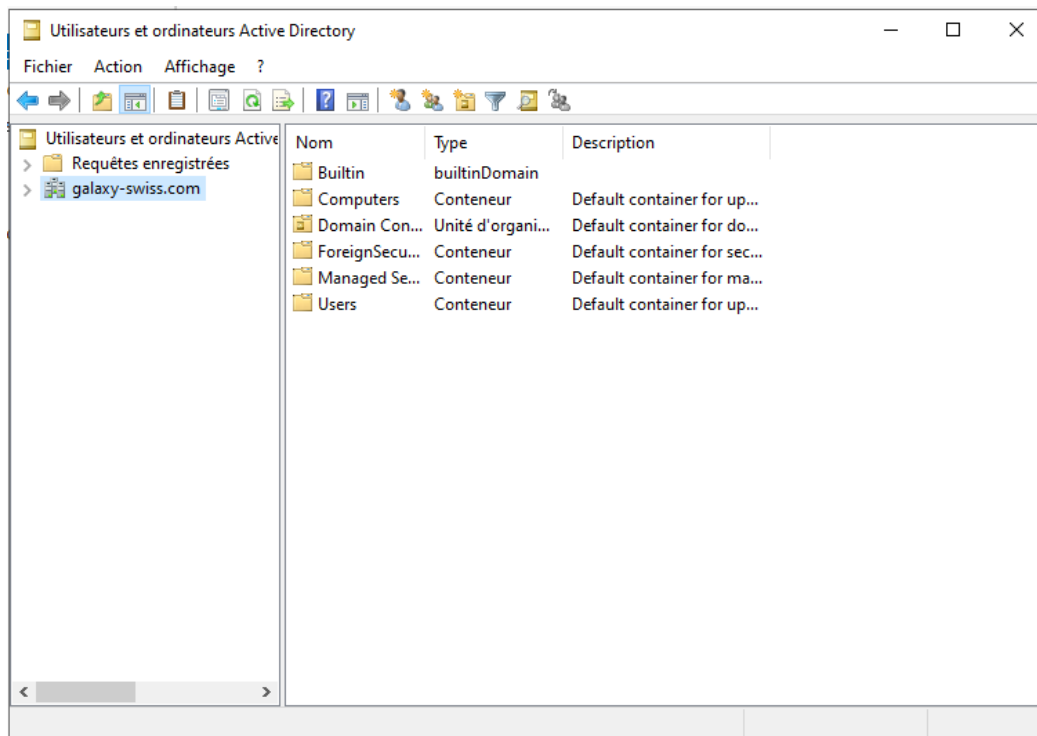 Utilisateurs et ordinateurs Active Directory
Fichier Action Affichage ?
Utilisateurs et ordinateurs Active
Requêtes enregistrées
galaxy-swiss.com
Nom Type Description
Builtin builtinDomain
Computers Conteneur Default container for up...
Domain Con... Unité d'organi... Default container for do...
ForeignSecu... Conteneur Default container for sec...
Managed Se... Conteneur Default container for ma...
Users Conteneur Default container for up...